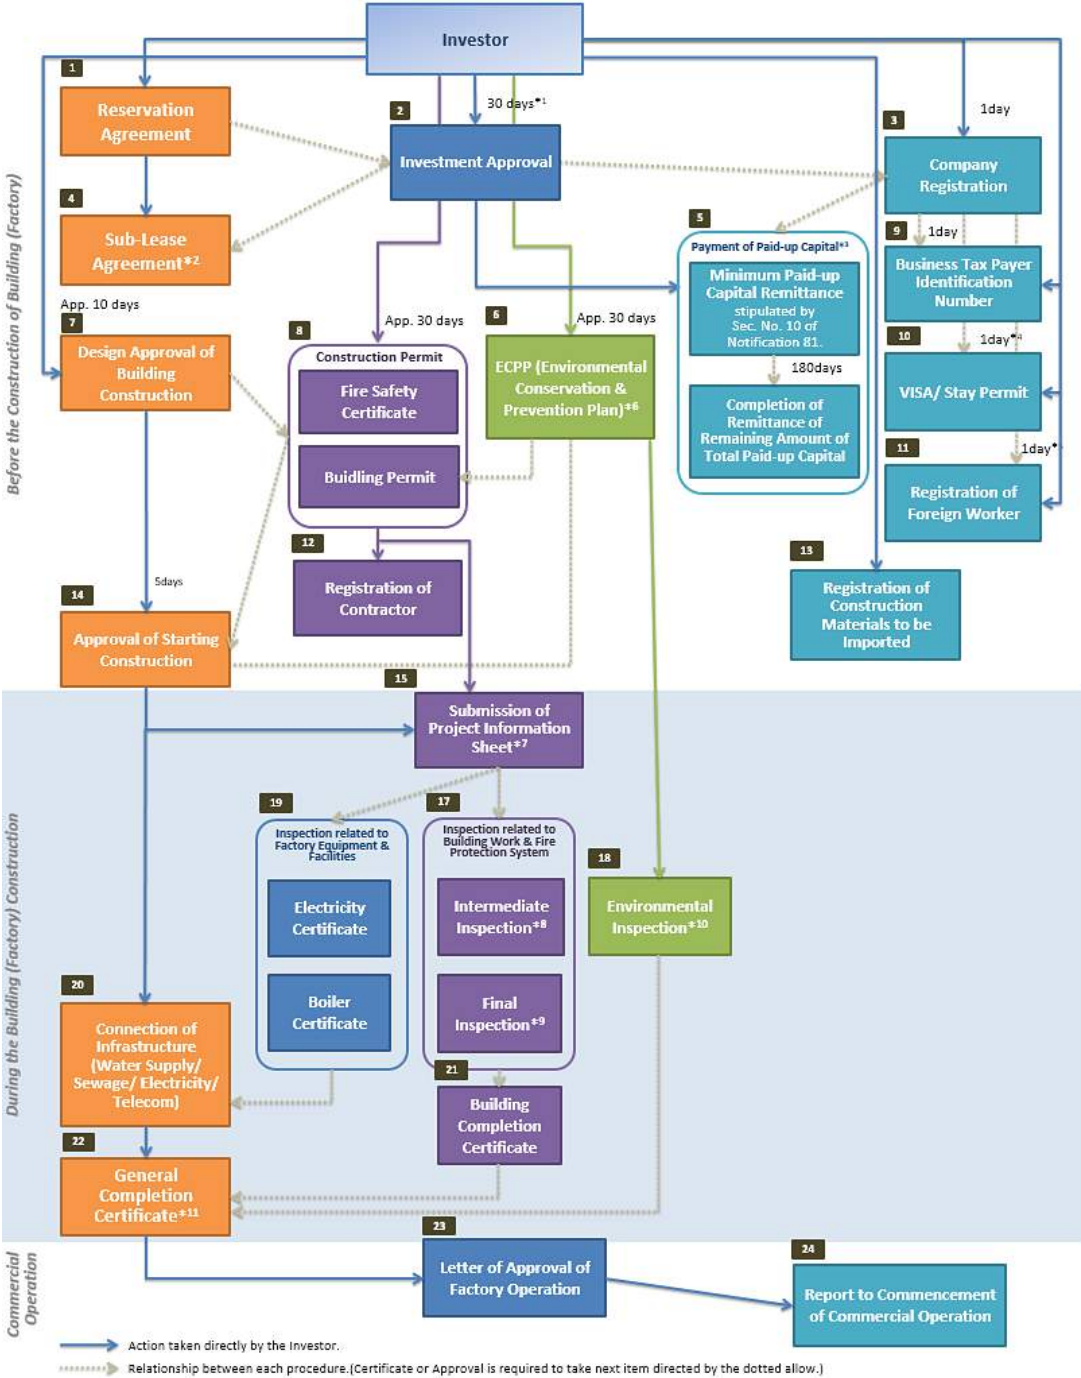 Investor
1
30 days*1
2
1day
3
Reservation
Agreement
Investment Approval
Company
Registration
4
5
9
1day
Sub-Lease
Agreement*2
Payment of Paid-up Capital*3
Minimum Paid-up
Capital Remittance
stipulated by
Sec. No. 10 of
Notification 81.
Business Tax Payer
Identification
Number
App. 10 days
7
8
App. 30 days
6
App. 30 days
10
1day*4
Design Approval of
Building
Construction
Construction Permit
Fire Safety
Certificate
Buidling Permit
ECPP (Environmental
Conservation &
Prevention Plan)*6
180days
Completion of
Remittance of
Remaining Amount of
Total Paid-up Capital
VISA/ Stay Permit
11
1day*
Registration of
Foreign Worker
12
Registration of
Contractor
13
Registration of
Construction
Materials to be
Imported
5days
14
Approval of Starting
Construction
Before the Construction of Building (Factory)
15
Submission of
Project Information
Sheet*7
19
Inspection related to
Factory Equipment &
Facilities
Electricity
Certificate
Boiler
Certificate
17
Inspection related to
Building Work & Fire
Protection System
Intermediate
Inspection*8
Final
Inspection*9
18
Environmental
Inspection*10
20
Connection of
Infrastructure
(Water Supply/
Sewage/ Electricity/
Telecom)
21
Building
Completion
Certificate
22
General
Completion
Certificate*11
During the Building (Factory) Construction
23
Letter of Approval of
Factory Operation
24
Report to Commencement
of Commercial Operation
Commercial
Operation
Action taken directly by the Investor.
Relationship between each procedure.(Certificate or Approval is required to take next item directed by the dotted allow.)